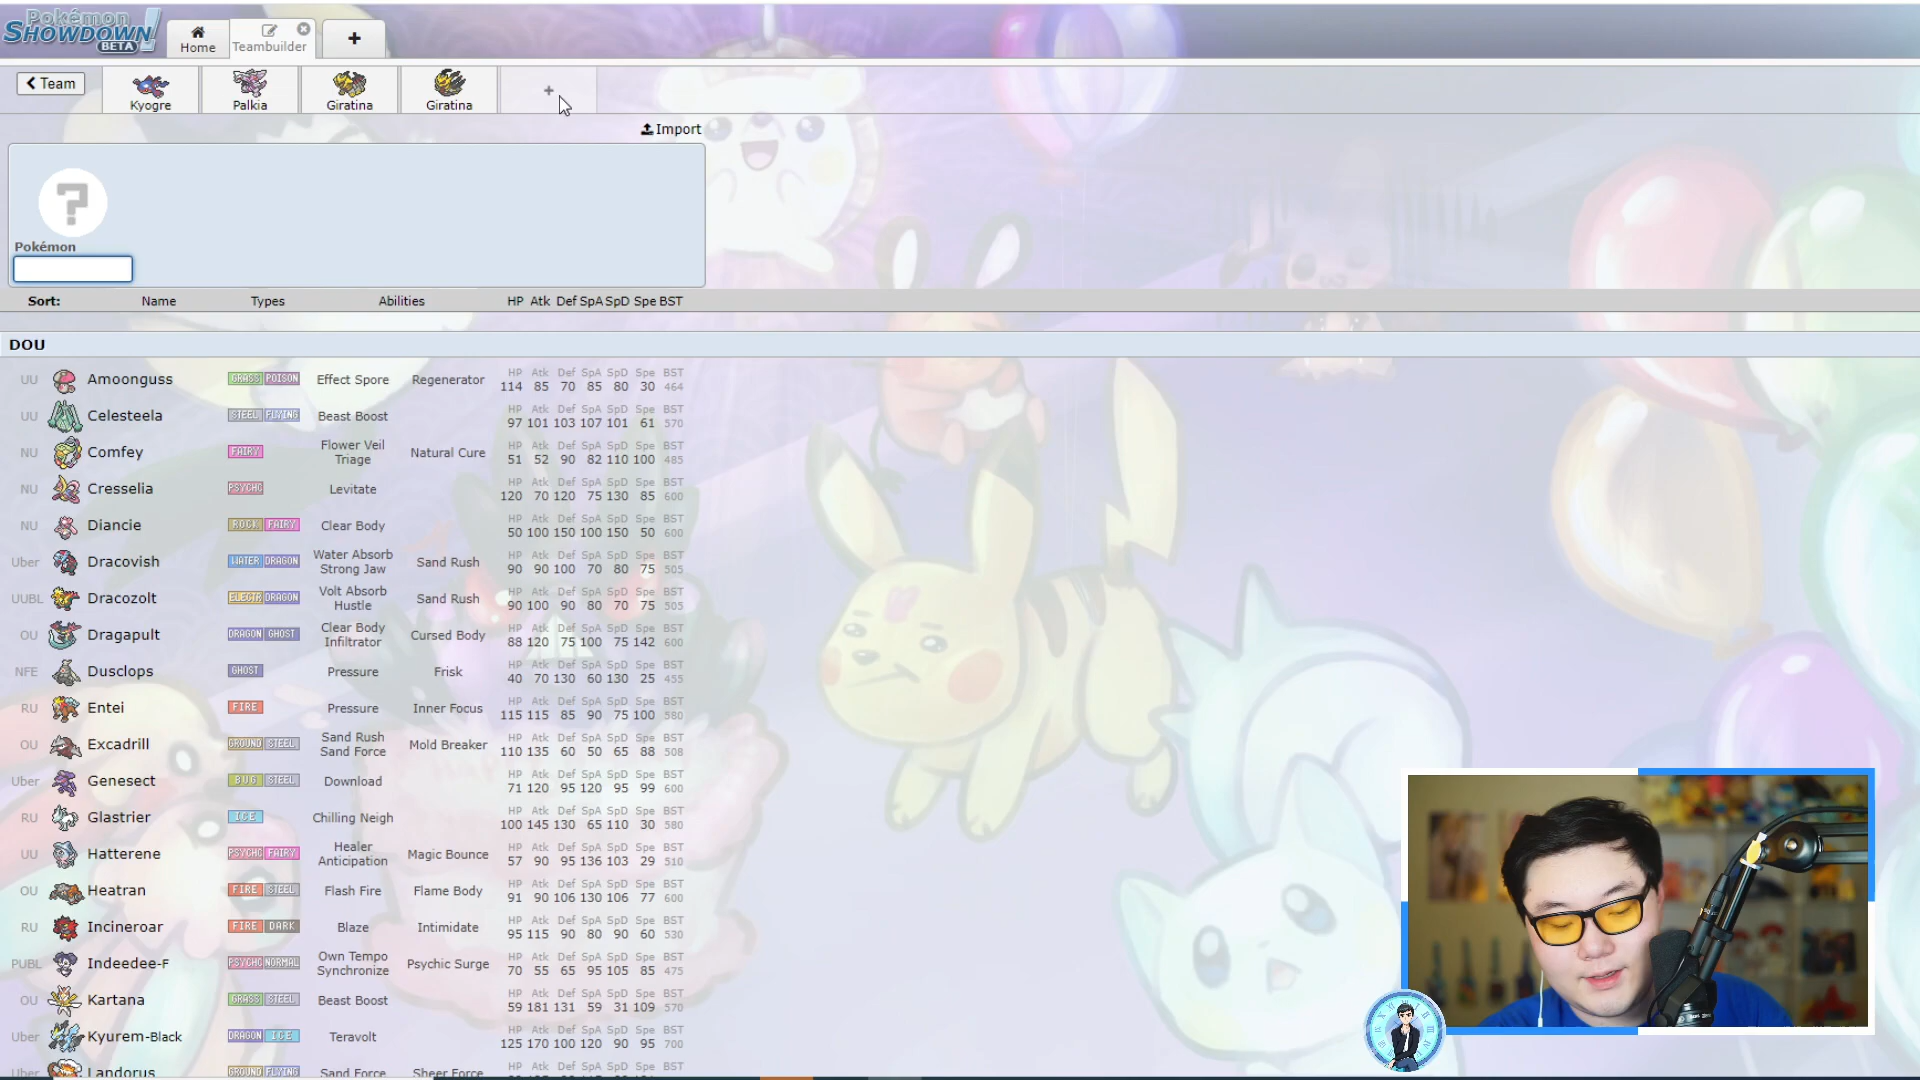 Pokémon
SHOWDOWN!
BETA
Home
Teambuilder
+
Team
Kyogre
Palkia
Giratina
Giratina
+
Import
?
Pokémon
Sort: Name Types Abilities HP Atk Def SpA SpD Spe BST
DOU
UU Amoonguss GRASS POISON Effect Spore Regenerator HP 114 Atk 85 Def 70 SpA 85 SpD 80 Spe 30 BST 464
UU Celesteela STEEL FLYING Beast Boost HP 97 Atk 101 Def 103 SpA 107 SpD 101 Spe 61 BST 570
NU Comfey FAIRY Flower Veil Triage Natural Cure HP 51 Atk 52 Def 90 SpA 82 SpD 110 Spe 100 BST 485
NU Cresselia PSYCHC Levitate HP 120 Atk 70 Def 120 SpA 75 SpD 130 Spe 85 BST 600
NU Diancie ROCK FAIRY Clear Body HP 50 Atk 100 Def 150 SpA 100 SpD 150 Spe 50 BST 600
Uber Dracovish WATER DRAGON Water Absorb Strong Jaw Sand Rush HP 90 Atk 90 Def 100 SpA 70 SpD 80 Spe 75 BST 505
UUBL Dracozolt ELECTR DRAGON Volt Absorb Hustle Sand Rush HP 90 Atk 100 Def 90 SpA 80 SpD 70 Spe 75 BST 505
OU Dragapult DRAGON GHOST Clear Body Infiltrator Cursed Body HP 88 Atk 120 Def 75 SpA 100 SpD 75 Spe 142 BST 600
NFE Dusclops GHOST Pressure Frisk HP 40 Atk 70 Def 130 SpA 60 SpD 130 Spe 25 BST 455
RU Entei FIRE Pressure Inner Focus HP 115 Atk 115 Def 85 SpA 90 SpD 75 Spe 100 BST 580
OU Excadrill GROUND STEEL Sand Rush Sand Force Mold Breaker HP 110 Atk 135 Def 60 SpA 50 SpD 65 Spe 88 BST 508
Uber Genesect BUG STEEL Download HP 71 Atk 120 Def 95 SpA 120 SpD 95 Spe 99 BST 600
RU Glastrier ICE Chilling Neigh HP 100 Atk 145 Def 130 SpA 65 SpD 110 Spe 30 BST 580
UU Hatterene PSYCHC FAIRY Healer Anticipation Magic Bounce HP 57 Atk 90 Def 95 SpA 136 SpD 103 Spe 29 BST 510
OU Heatran FIRE STEEL Flash Fire Flame Body HP 91 Atk 90 Def 106 SpA 130 SpD 106 Spe 77 BST 600
RU Incineroar FIRE DARK Blaze Intimidate HP 95 Atk 115 Def 90 SpA 80 SpD 90 Spe 60 BST 530
PUBL Indeedee-F PSYCHC NORMAL Own Tempo Synchronize Psychic Surge HP 70 Atk 55 Def 65 SpA 95 SpD 105 Spe 85 BST 475
OU Kartana GRASS STEEL Beast Boost HP 59 Atk 181 Def 131 SpA 59 SpD 31 Spe 109 BST 570
Uber Kyurem-Black DRAGON ICE Teravolt HP 125 Atk 170 Def 100 SpA 120 SpD 90 Spe 95 BST 700
Uber Landorus GROUND FLYING Sand Force Sheer Force HP Atk Def SpA SpD Spe BST